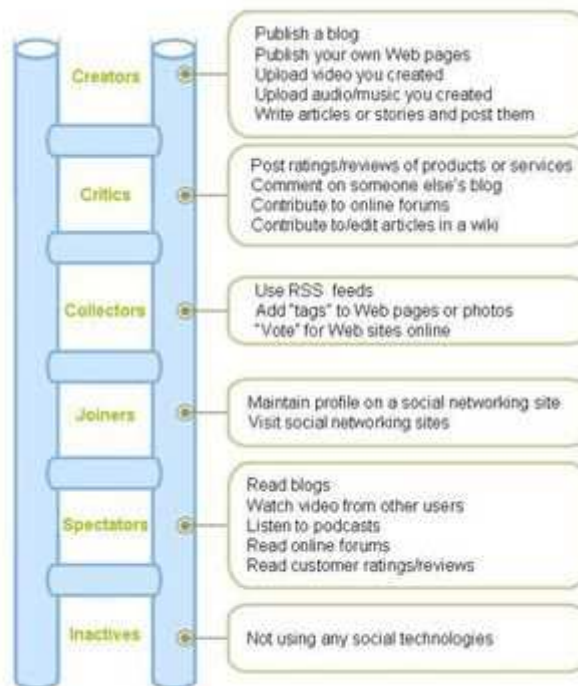 Creators
Publish a blog
Publish your own Web pages
Upload video you created
Upload audio/music you created
Write articles or stories and post them
Critics
Post ratings/reviews of products or services
Comment on someone else's blog
Contribute to online forums
Contribute to/edit articles in a wiki
Collectors
Use RSS feeds
Add "tags" to Web pages or photos
"Vote" for Web sites online
Joiners
Maintain profile on a social networking site
Visit social networking sites
Spectators
Read blogs
Watch video from other users
Listen to podcasts
Read online forums
Read customer ratings/reviews
Inactives
Not using any social technologies